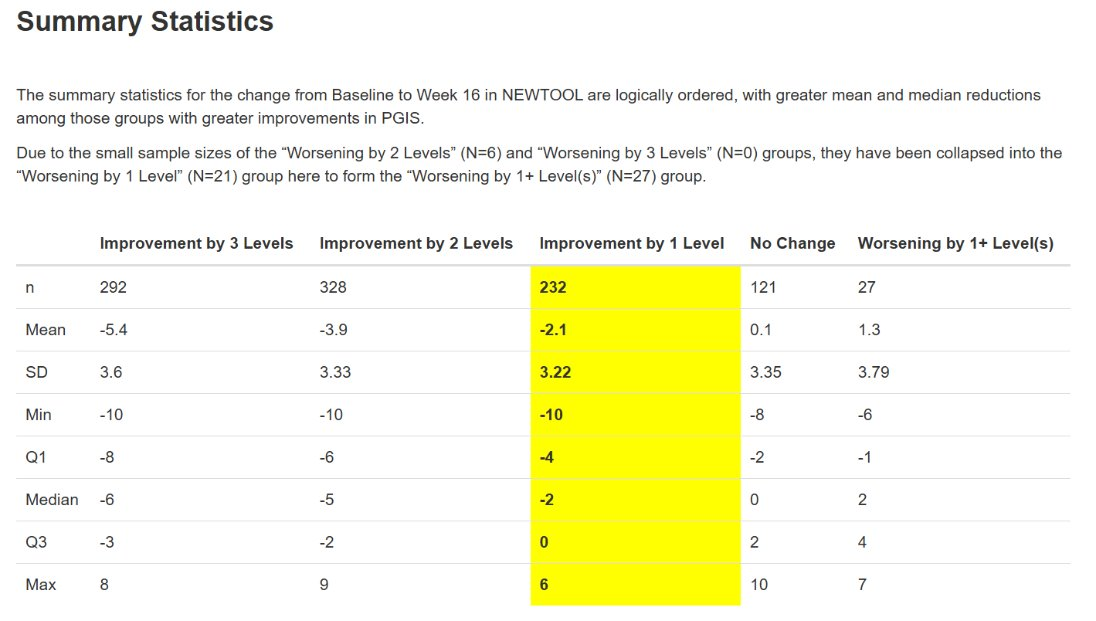 Summary Statistics
The summary statistics for the change from Baseline to Week 16 in NEWTOOL are logically ordered, with greater mean and median reductions
among those groups with greater improvements in PGIS.
Due to the small sample sizes of the “Worsening by 2 Levels” (N=6) and “Worsening by 3 Levels” (N=0) groups, they have been collapsed into the
“Worsening by 1 Level” (N=21) group here to form the “Worsening by 1+ Level(s)” (N=27) group.
Improvement by 3 Levels Improvement by 2 Levels Improvement by 1 Level No Change Worsening by 1+ Level(s)
n 292 328 232 121 27
Mean -5.4 -3.9 -2.1 0.1 1.3
SD 3.6 3.33 3.22 3.35 3.79
Min -10 -10 -10 -8 -6
Q1 -8 -6 -4 -2 -1
Median -6 -5 -2 0 2
Q3 -3 -2 0 2 4
Max 8 9 6 10 7